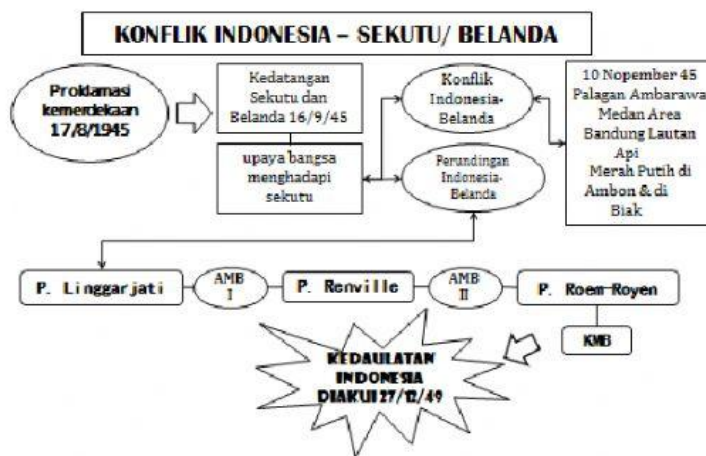 KONFLIK INDONESIA – SEKUTU/ BELANDA
Proklamasi
kemerdekaan
17/8/1945
Kedatangan
Sekutu dan
Belanda 16/9/45
upaya bangsa
menghadapi
sekutu
Konflik
Indonesia-
Belanda
Perundingan
Indonesia-
Belanda
10 Nopember 45
Palagan Ambarawa
Medan Area
Bandung Lautan
Api
Merah Putih di
Ambon & di
Biak
P. Linggarjati
AMB
I
P. Renville
AMB
II
P. Roem-Royen
KMB
KEDAULATAN
INDONESIA
DIAKUI 27/12/49